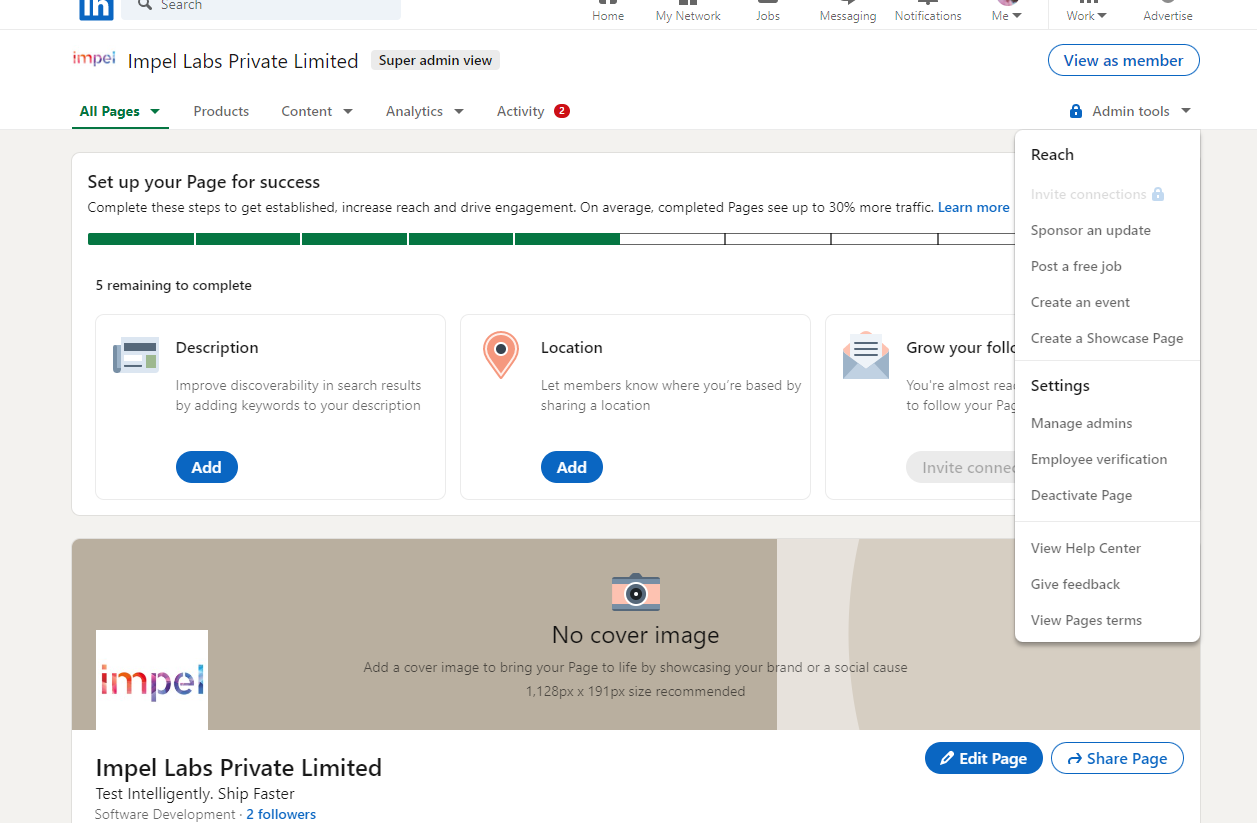 in Search
Home My Network Jobs Messaging Notifications Me Work Advertise
impel Impel Labs Private Limited Super admin view View as member
All Pages Products Content Analytics Activity 2 Admin tools
Reach
Invite connections
Sponsor an update
Post a free job
Create an event
Create a Showcase Page
Settings
Manage admins
Employee verification
Deactivate Page
View Help Center
Give feedback
View Pages terms
Set up your Page for success
Complete these steps to get established, increase reach and drive engagement. On average, completed Pages see up to 30% more traffic. Learn more
5 remaining to complete
Description
Improve discoverability in search results
by adding keywords to your description
Add
Location
Let members know where you’re based by
sharing a location
Add
Grow your follo
You're almost rea
to follow your Pag
Invite connec
No cover image
Add a cover image to bring your Page to life by showcasing your brand or a social cause
1,128px x 191px size recommended
impel
Edit Page Share Page
Impel Labs Private Limited
Test Intelligently. Ship Faster
Software Development · 2 followers